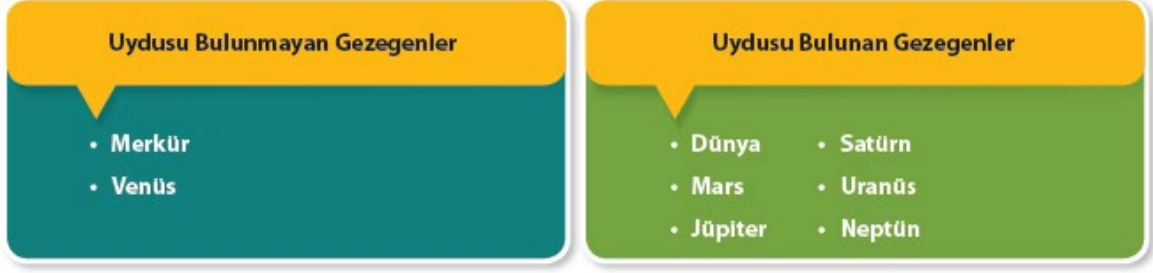 Uydusu Bulunmayan Gezegenler
• Merkür
• Venüs
Uydusu Bulunan Gezegenler
• Dünya
• Mars
• Jüpiter
• Satürn
• Uranüs
• Neptün